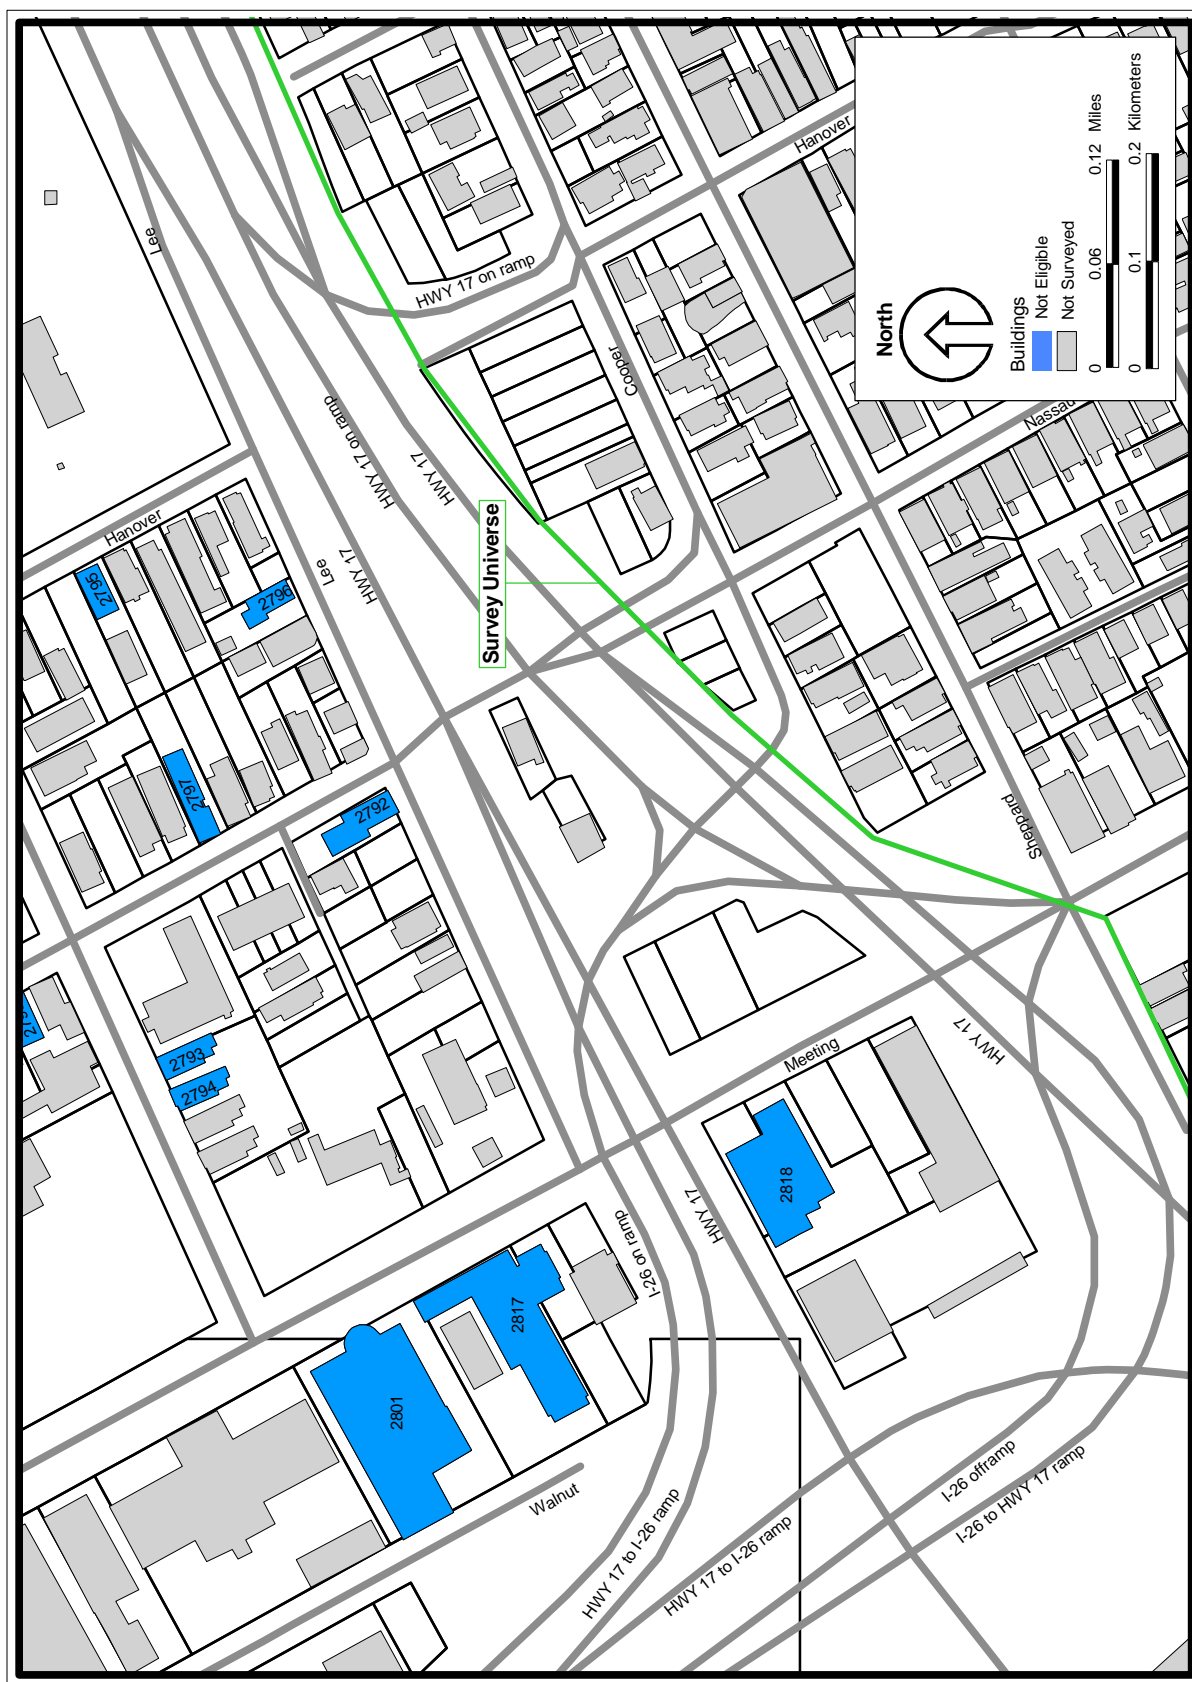 North
Buildings
Not Eligible
Not Surveyed
0 0.06 0.12 Miles
0 0.1 0.2 Kilometers
Survey Universe
Lee
Lee
Hanover
Hanover
HWY 17 on ramp
HWY 17 on ramp
HWY 17
HWY 17
Cooper
Nassau
Sheppard
Meeting
HWY 17
HWY 17
I-26 on ramp
Walnut
HWY 17 to I-26 ramp
HWY 17 to I-26 ramp
I-26 offramp
I-26 to HWY 17 ramp
2795
2796
2797
2792
2793
2794
2801
2817
2818